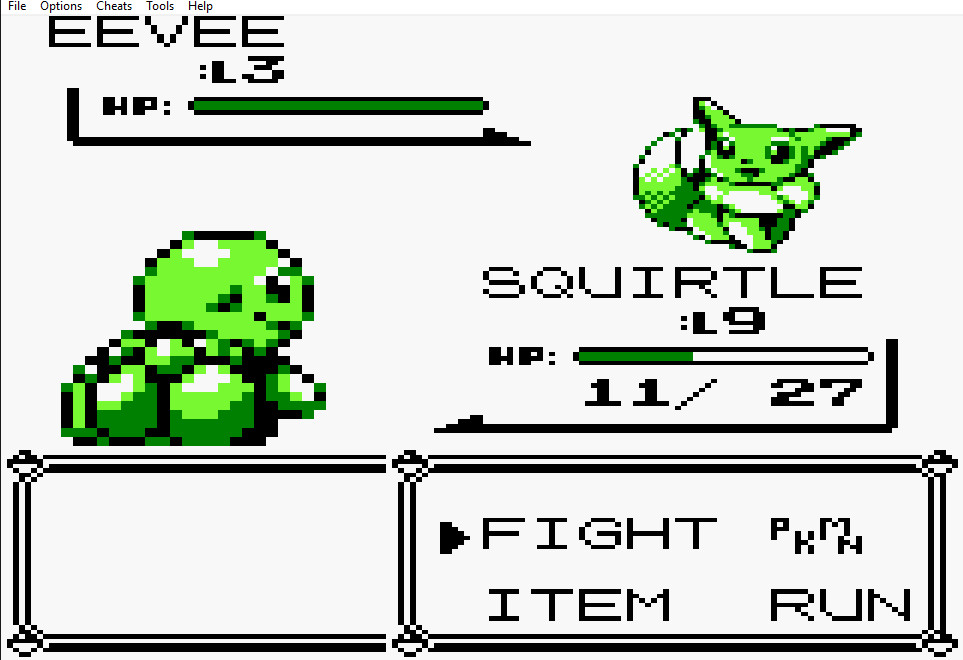 File Options Cheats Tools Help
EEVEE
:L3
HP:
SQUIRTLE
:L9
HP:
11/ 27
FIGHT PKMN
ITEM RUN